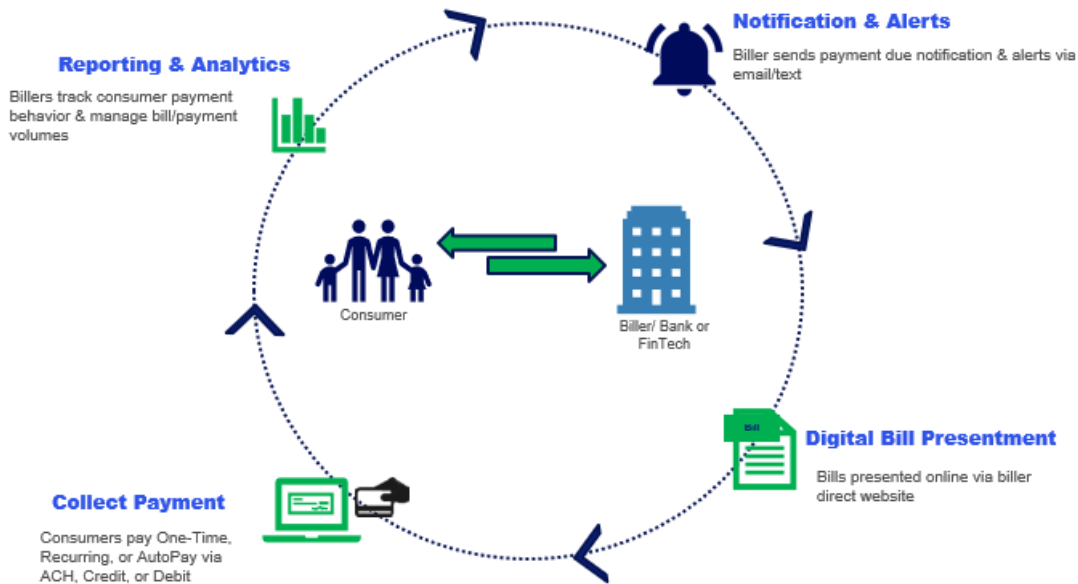 Notification & Alerts
Biller sends payment due notification & alerts via
email/text
Reporting & Analytics
Billers track consumer payment
behavior & manage bill/payment
volumes
Consumer
Biller/ Bank or
FinTech
Bill
Digital Bill Presentment
Bills presented online via biller
direct website
Collect Payment
Consumers pay One-Time,
Recurring, or AutoPay via
ACH, Credit, or Debit